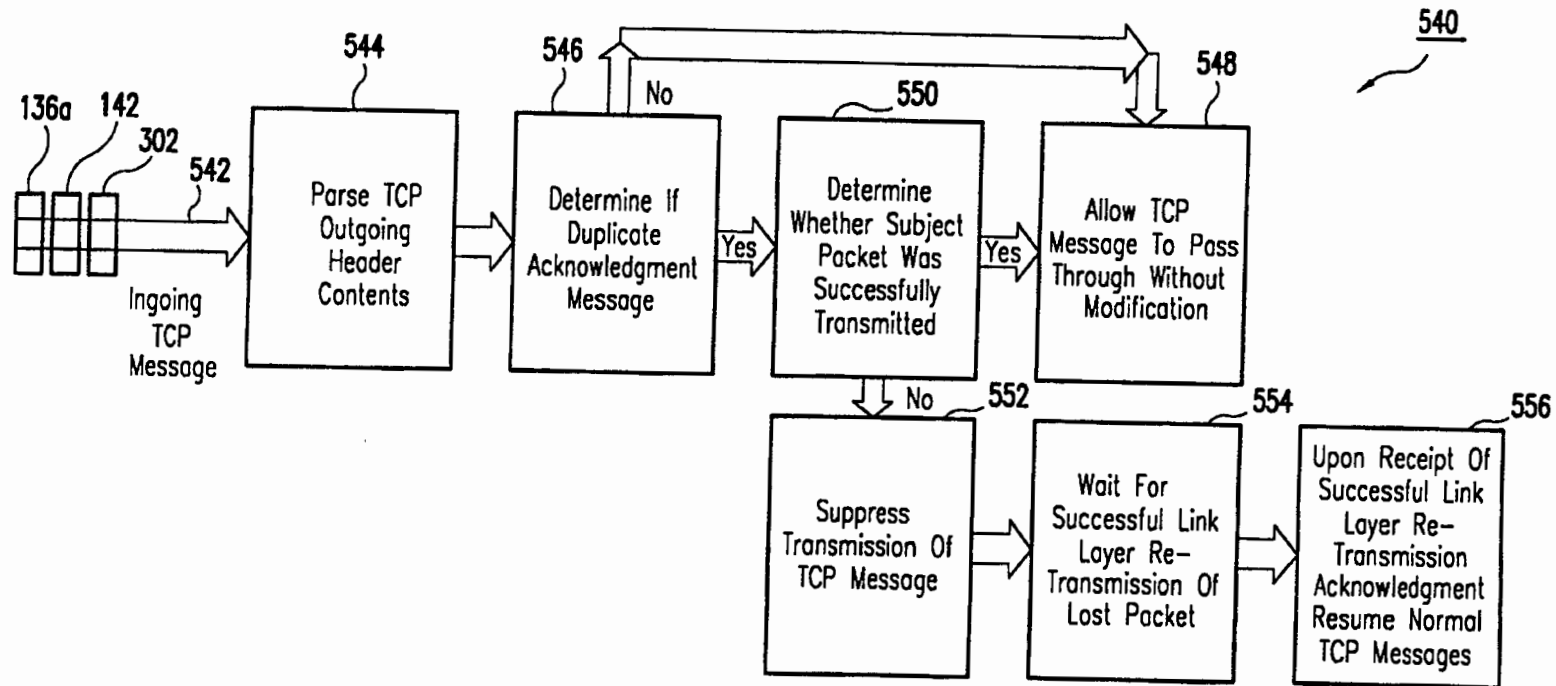 540
544
546
548
550
136a
142
302
542
No
Parse TCP
Outgoing
Header
Contents
Determine If
Duplicate
Acknowledgment
Message
Yes
Determine
Whether Subject
Packet Was
Successfully
Transmitted
Yes
Allow TCP
Message To Pass
Through Without
Modification
Ingoing
TCP
Message
No
552
554
556
Suppress
Transmission Of
TCP Message
Wait For
Successful Link
Layer Re-
Transmission Of
Lost Packet
Upon Receipt Of
Successful Link
Layer Re-
Transmission
Acknowledgment
Resume Normal
TCP Messages